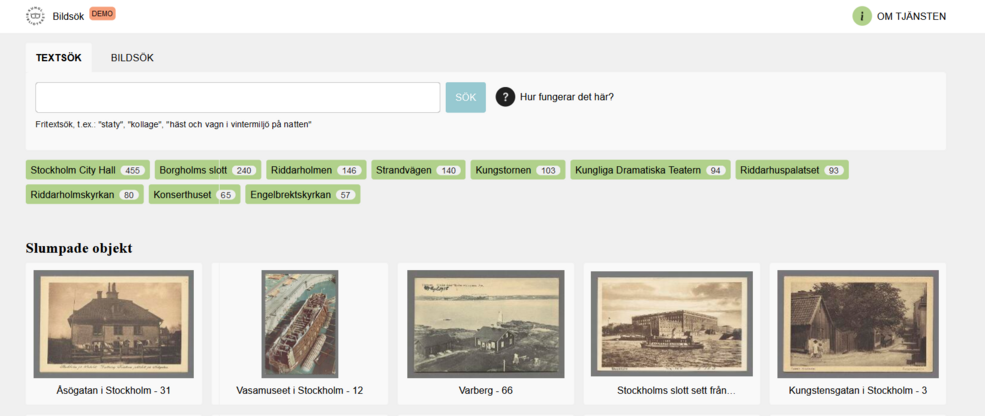 Bildsök DEMO
i OM TJÄNSTEN
TEXTSÖK BILDSÖK
SÖK ? Hur fungerar det här?
Fritextsök, t.ex.: "staty", "kollage", "häst och vagn i vintermiljö på natten"
Stockholm City Hall 455 Borgholms slott 240 Riddarholmen 146 Strandvägen 140 Kungstornen 103 Kungliga Dramatiska Teatern 94 Riddarhuspalatset 93
Riddarholmskyrkan 80 Konserthuset 65 Engelbrektskyrkan 57
Slumpade objekt
Åsögatan i Stockholm - 31
Vasamuseet i Stockholm - 12
Varberg - 66
Stockholms slott sett från...
Kungstensgatan i Stockholm - 3